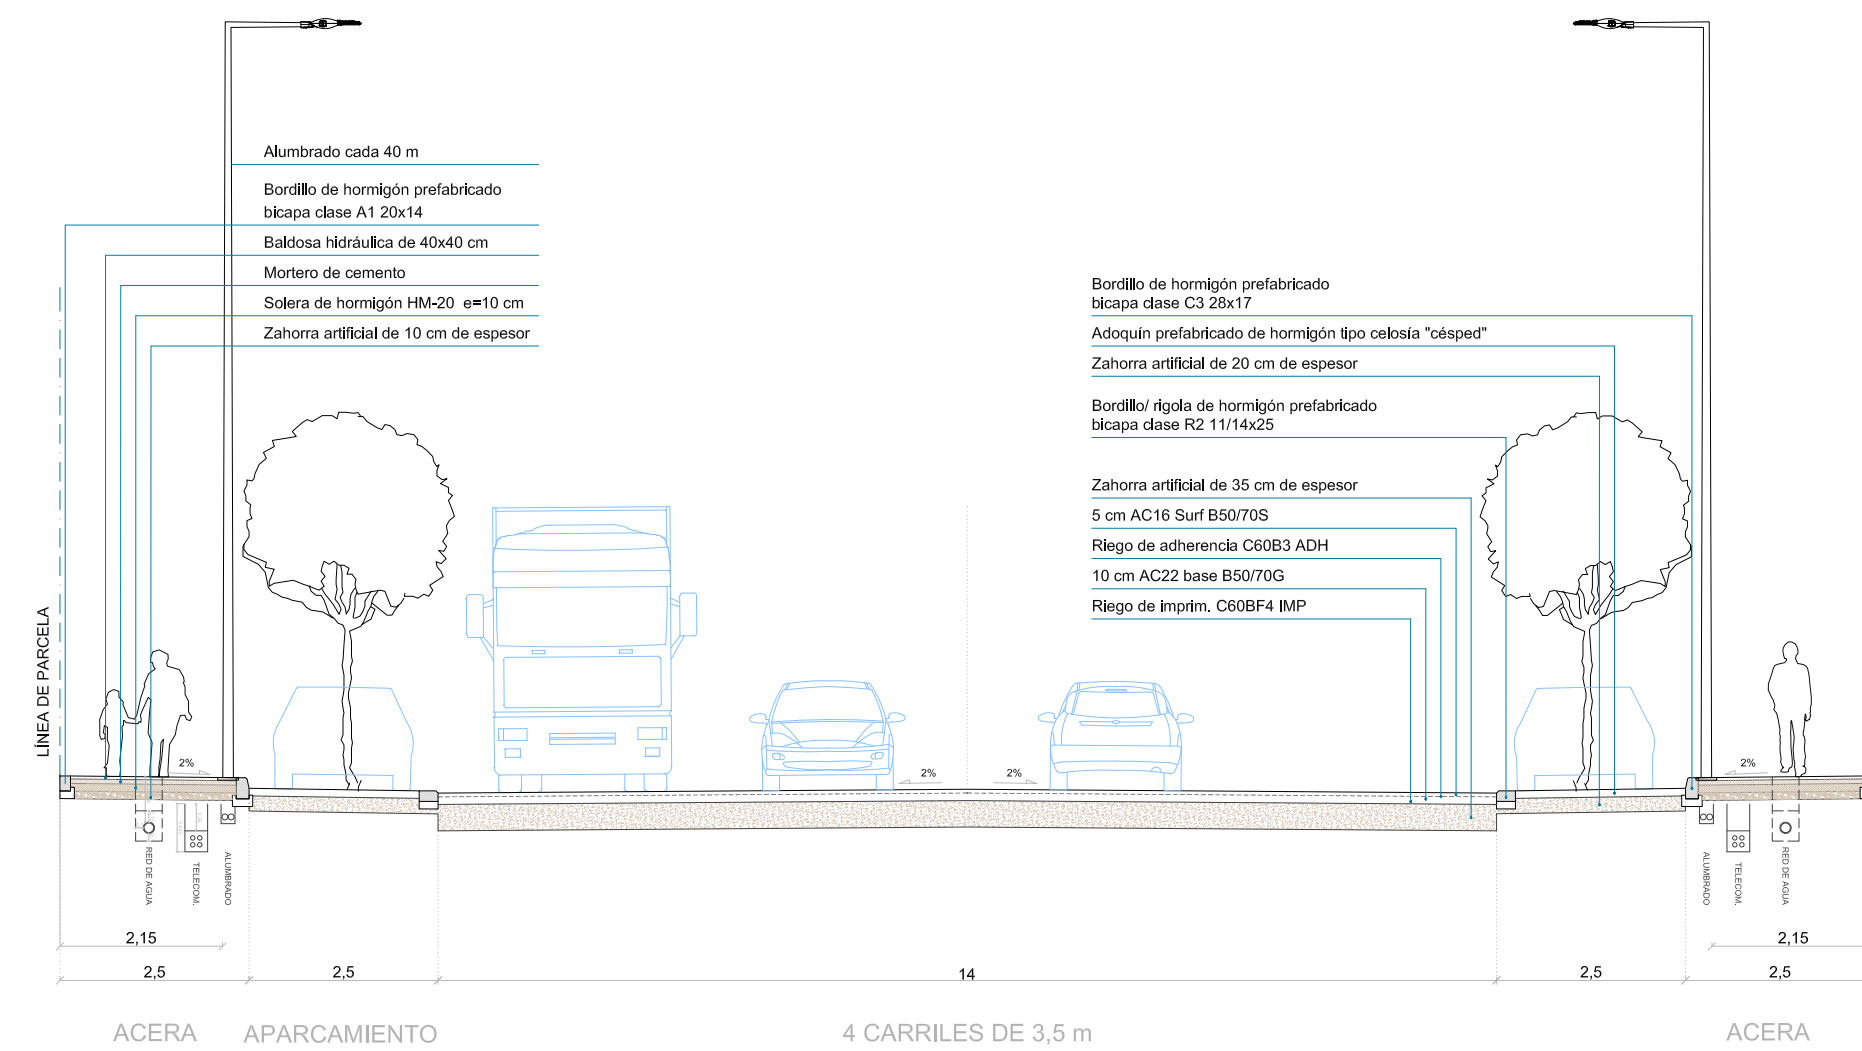 Alumbrado cada 40 m
Bordillo de hormigón prefabricado
bicapa clase A1 20x14
Baldosa hidráulica de 40x40 cm
Mortero de cemento
Solera de hormigón HM-20 e=10 cm
Zahorra artificial de 10 cm de espesor
Bordillo de hormigón prefabricado
bicapa clase C3 28x17
Adoquín prefabricado de hormigón tipo celosía "césped"
Zahorra artificial de 20 cm de espesor
Bordillo/ rigola de hormigón prefabricado
bicapa clase R2 11/14x25
Zahorra artificial de 35 cm de espesor
5 cm AC16 Surf B50/70S
Riego de adherencia C60B3 ADH
10 cm AC22 base B50/70G
Riego de imprim. C60BF4 IMP
LÍNEA DE PARCELA
2%
2%
2%
2%
RED DE AGUA
TELECOM.
ALUMBRADO
ALUMBRADO
TELECOM.
RED DE AGUA
2,15
2,15
2,5
2,5
14
2,5
2,5
ACERA
APARCAMIENTO
4 CARRILES DE 3,5 m
ACERA